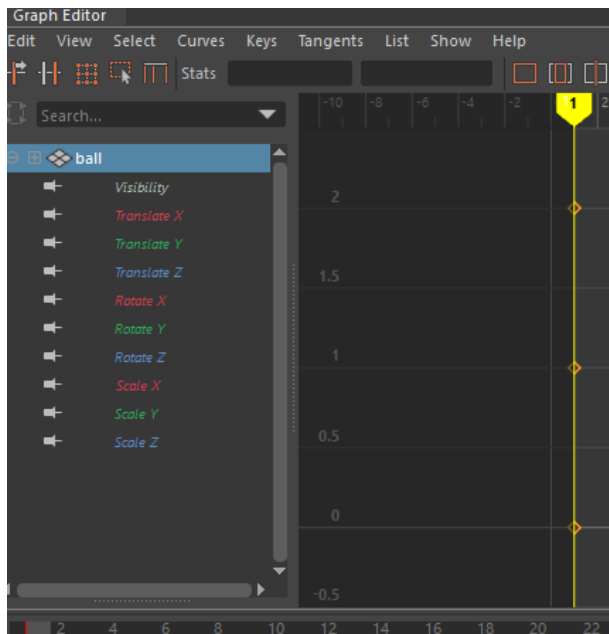 Graph Editor
Edit View Select Curves Keys Tangents List Show Help
Stats
Search...
-10 -8 -6 -4 -2 1 2
ball
Visibility
Translate X
Translate Y
Translate Z
Rotate X
Rotate Y
Rotate Z
Scale X
Scale Y
Scale Z
2
1.5
1
0.5
0
-0.5
2 4 6 8 10 12 14 16 18 20 22